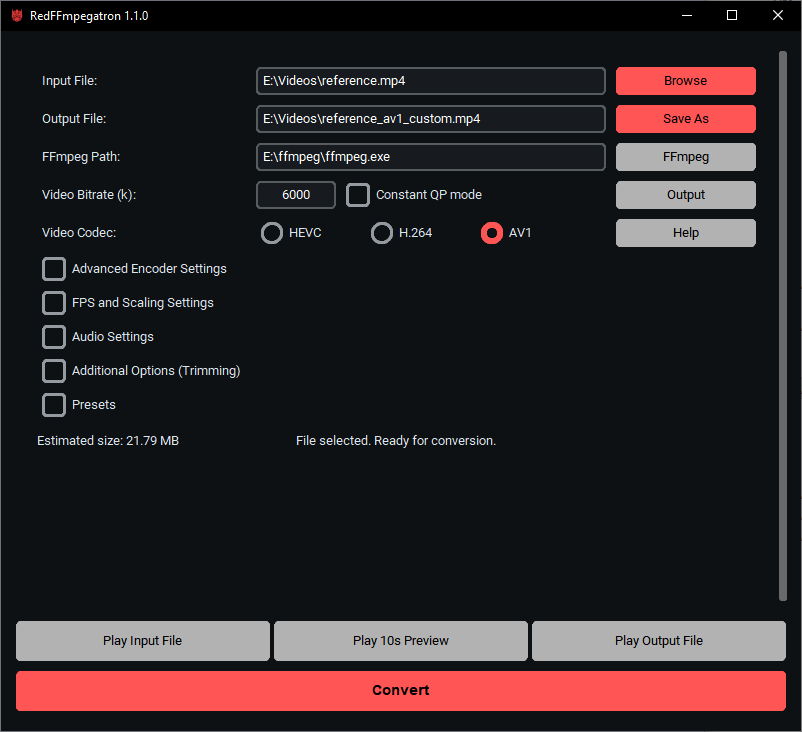 RedFFmpegatron 1.1.0
Input File: E:\Videos\reference.mp4 Browse
Output File: E:\Videos\reference_av1_custom.mp4 Save As
FFmpeg Path: E:\ffmpeg\ffmpeg.exe FFmpeg
Video Bitrate (k): 6000 Constant QP mode Output
Video Codec: HEVC H.264 AV1 Help
Advanced Encoder Settings
FPS and Scaling Settings
Audio Settings
Additional Options (Trimming)
Presets
Estimated size: 21.79 MB File selected. Ready for conversion.
Play Input File Play 10s Preview Play Output File
Convert